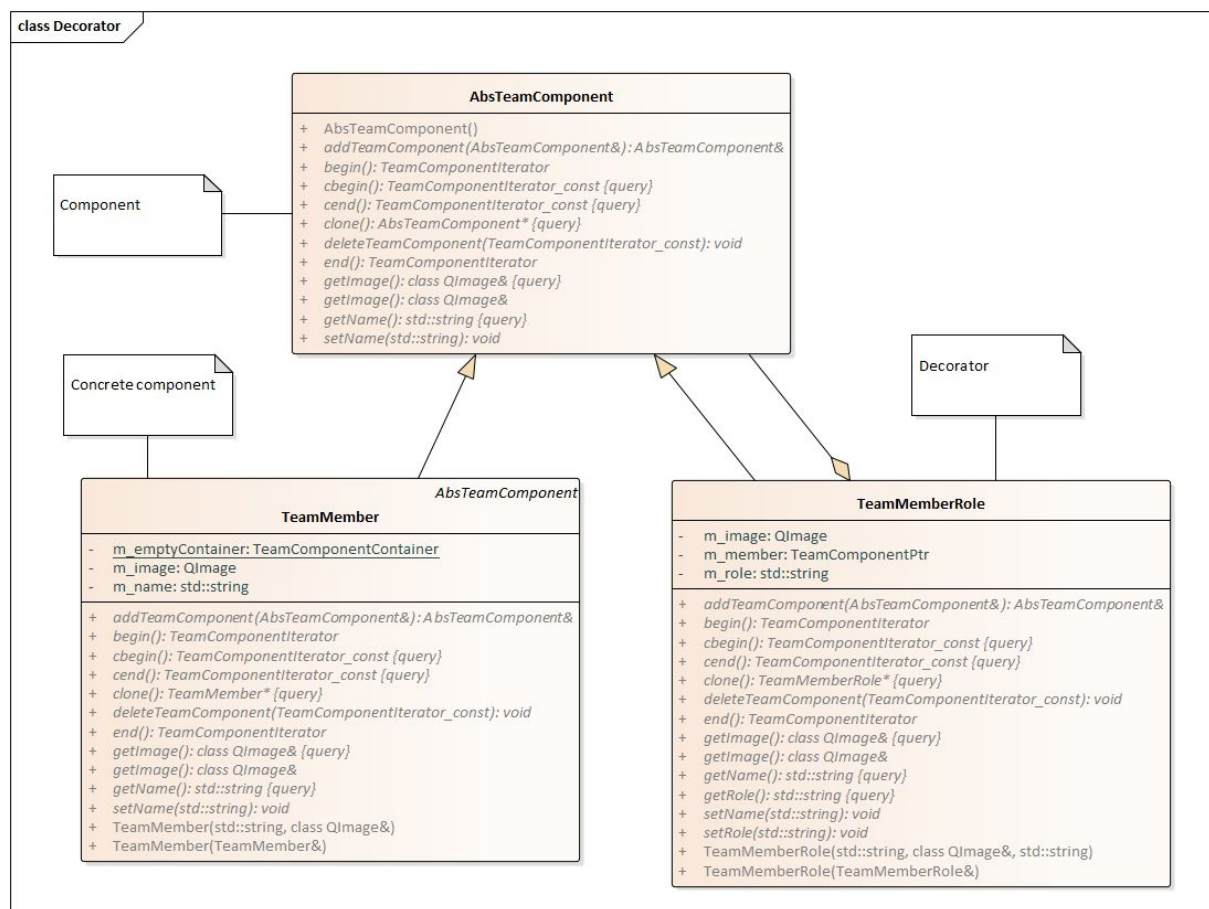 class Decorator
AbsTeamComponent
+ AbsTeamComponent()
+ addTeamComponent(AbsTeamComponent&): AbsTeamComponent&
+ begin(): TeamComponentIterator
+ cbegin(): TeamComponentIterator_const {query}
+ cend(): TeamComponentIterator_const {query}
+ clone(): AbsTeamComponent* {query}
+ deleteTeamComponent(TeamComponentIterator_const): void
+ end(): TeamComponentIterator
+ getImage(): class QImage& {query}
+ getImage(): class QImage&
+ getName(): std::string {query}
+ setName(std::string): void
Component
Concrete component
Decorator
AbsTeamComponent
TeamMember
- m_emptyContainer: TeamComponentContainer
- m_image: QImage
- m_name: std::string
+ addTeamComponent(AbsTeamComponent&): AbsTeamComponent&
+ begin(): TeamComponentIterator
+ cbegin(): TeamComponentIterator_const {query}
+ cend(): TeamComponentIterator_const {query}
+ clone(): TeamMember* {query}
+ deleteTeamComponent(TeamComponentIterator_const): void
+ end(): TeamComponentIterator
+ getImage(): class QImage& {query}
+ getImage(): class QImage&
+ getName(): std::string {query}
+ setName(std::string): void
+ TeamMember(std::string, class QImage&)
+ TeamMember(TeamMember&)
TeamMemberRole
- m_image: QImage
- m_member: TeamComponentPtr
- m_role: std::string
+ addTeamComponent(AbsTeamComponent&): AbsTeamComponent&
+ begin(): TeamComponentIterator
+ cbegin(): TeamComponentIterator_const {query}
+ cend(): TeamComponentIterator_const {query}
+ clone(): TeamMemberRole* {query}
+ deleteTeamComponent(TeamComponentIterator_const): void
+ end(): TeamComponentIterator
+ getImage(): class QImage& {query}
+ getImage(): class QImage&
+ getName(): std::string {query}
+ getRole(): std::string {query}
+ setName(std::string): void
+ setRole(std::string): void
+ TeamMemberRole(std::string, class QImage&, std::string)
+ TeamMemberRole(TeamMemberRole&)